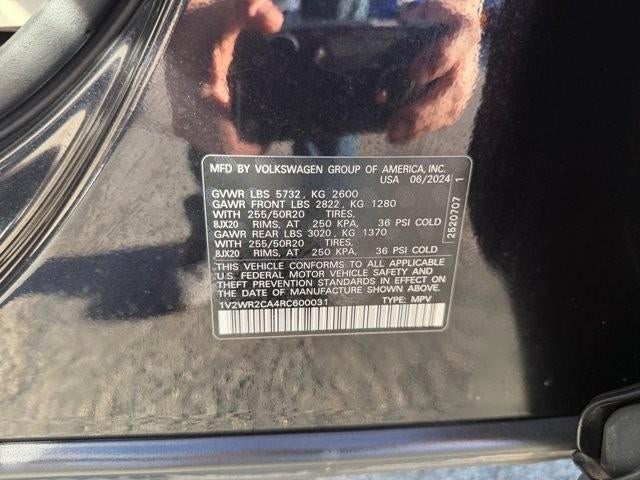 MFD BY VOLKSWAGEN GROUP OF AMERICA, INC.
USA 06/2024
GVWR LBS 5732 , KG 2600
GAWR FRONT LBS 2822 , KG 1280
WITH 255/50R20 TIRES,
8JX20 RIMS, AT 250 KPA, 36 PSI COLD
GAWR REAR LBS 3020 , KG 1370
WITH 255/50R20 TIRES,
8JX20 RIMS, AT 250 KPA, 36 PSI COLD
THIS VEHICLE CONFORMS TO ALL APPLICABLE
U.S. FEDERAL MOTOR VEHICLE SAFETY AND
THEFT PREVENTION STANDARDS IN EFFECT ON
THE DATE OF MANUFACTURE SHOWN ABOVE.
1V2WR2CA4RC600031 TYPE: MPV
2520707 1